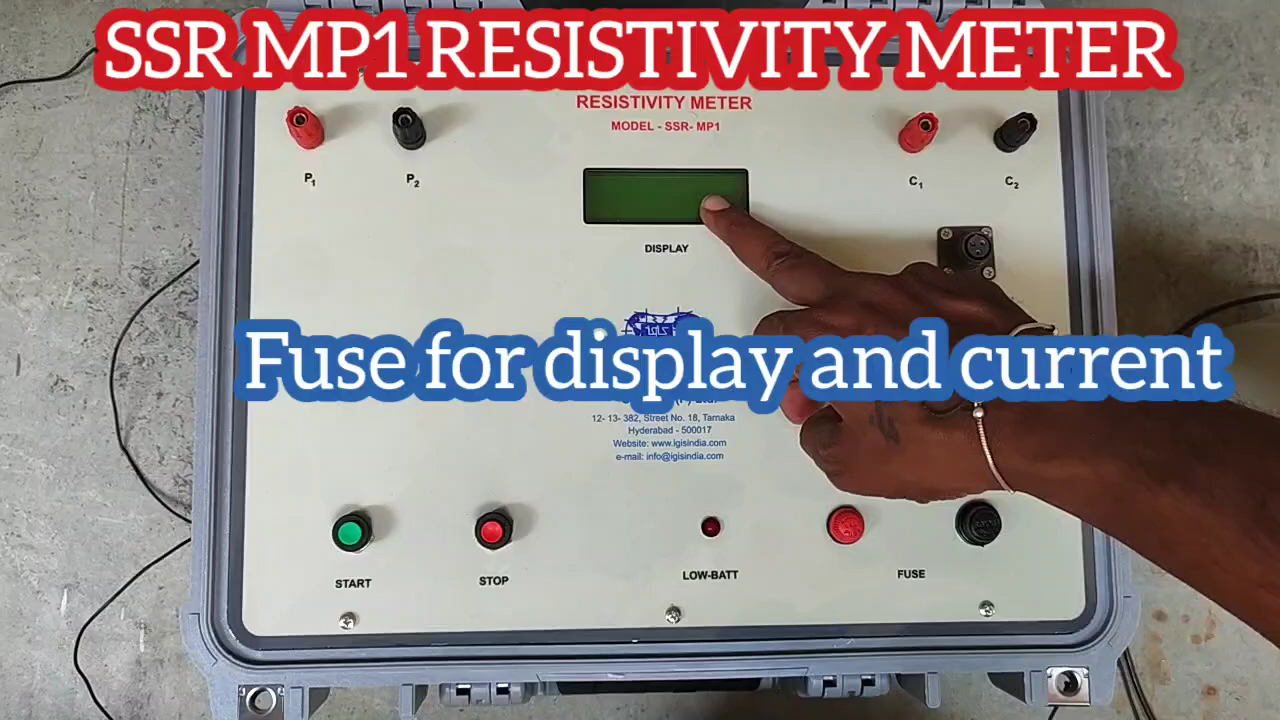 SSR MP1 RESISTIVITY METER
RESISTIVITY METER
MODEL - SSR- MP1
P1
P2
C1
C2
DISPLAY
Fuse for display and current
12- 13- 382, Street No. 18, Tarnaka
Hyderabad - 500017
Website: www.igisindia.com
e-mail: info@igisindia.com
START
STOP
LOW-BATT
FUSE